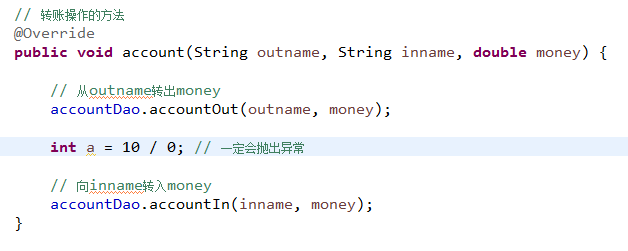 // 转账操作的方法
@Override
public void account(String outname, String inname, double money) {
// 从outname转出money
accountDao.accountOut(outname, money);
int a = 10 / 0; // 一定会抛出异常
// 向inname转入money
accountDao.accountIn(inname, money);
}